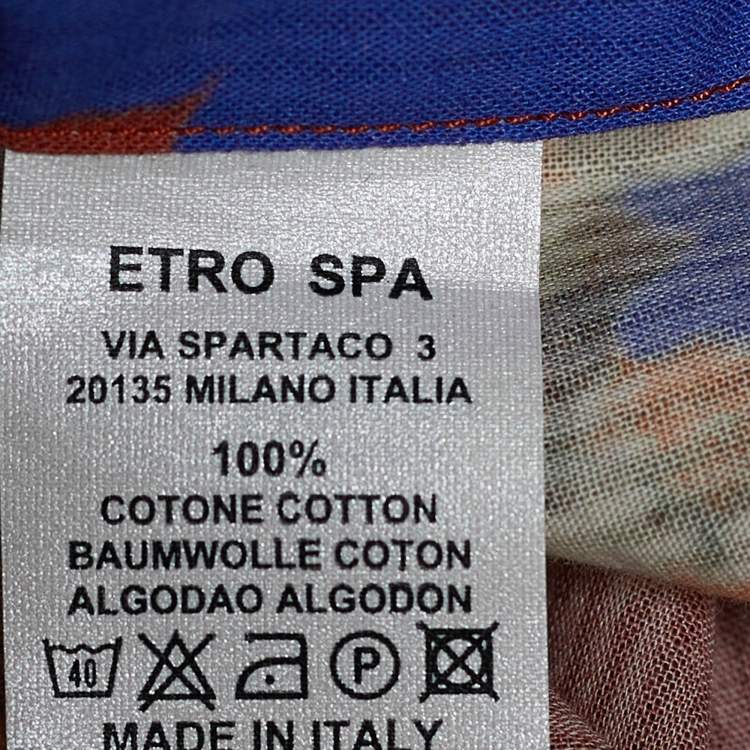 ETRO SPA
VIA SPARTACO 3
20135 MILANO ITALIA
100%
COTONE COTTON
BAUMWOLLE COTON
ALGODAO ALGODON
40 P
MADE IN ITALY